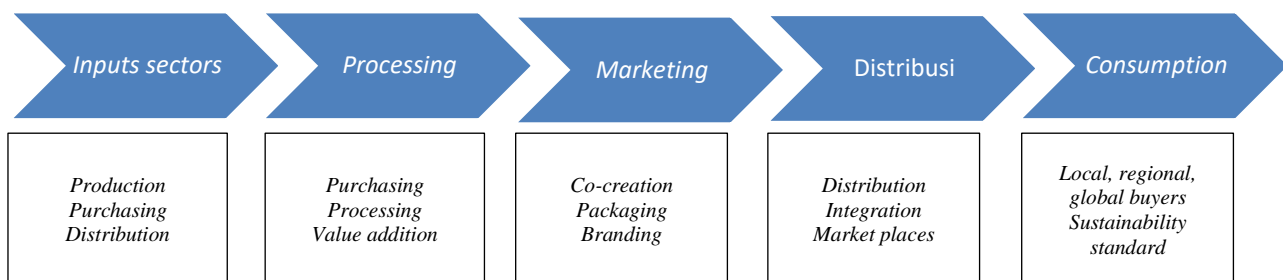 Inputs sectors
Processing
Marketing
Distribusi
Consumption
Production
Purchasing
Distribution
Purchasing
Processing
Value addition
Co-creation
Packaging
Branding
Distribution
Integration
Market places
Local, regional,
global buyers
Sustainability
standard